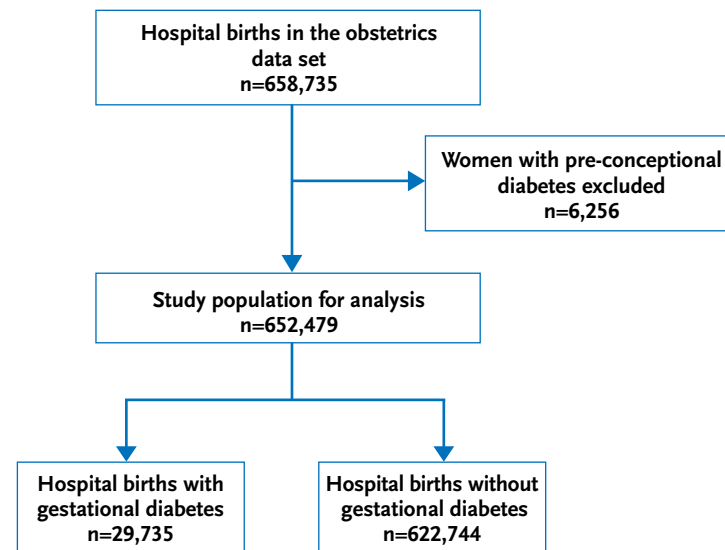 Hospital births in the obstetrics
data set
n=658,735
Women with pre-conceptional
diabetes excluded
n=6,256
Study population for analysis
n=652,479
Hospital births with
gestational diabetes
n=29,735
Hospital births without
gestational diabetes
n=622,744